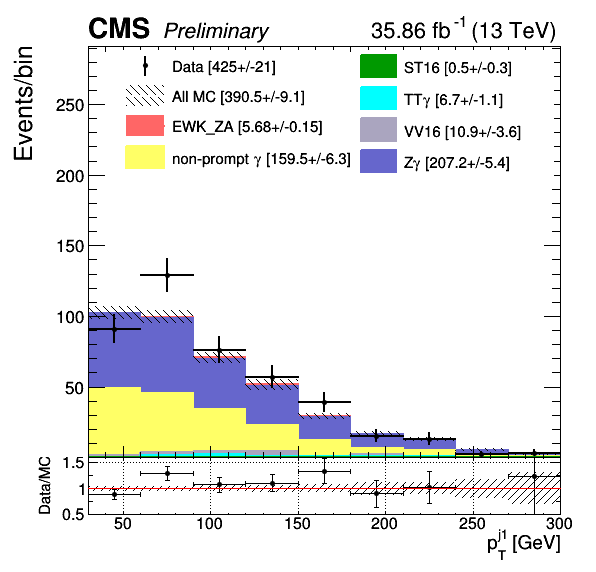 CMS Preliminary 35.86 fb⁻¹ (13 TeV)
Events/bin
Data [425+/-21]
All MC [390.5+/-9.1]
EWK_ZA [5.68+/-0.15]
non-prompt γ [159.5+/-6.3]
ST16 [0.5+/-0.3]
TTγ [6.7+/-1.1]
VV16 [10.9+/-3.6]
Zγ [207.2+/-5.4]
250
200
150
100
50
Data/MC
1.5
1
0.5
50 100 150 200 250 300
p_T^j1 [GeV]